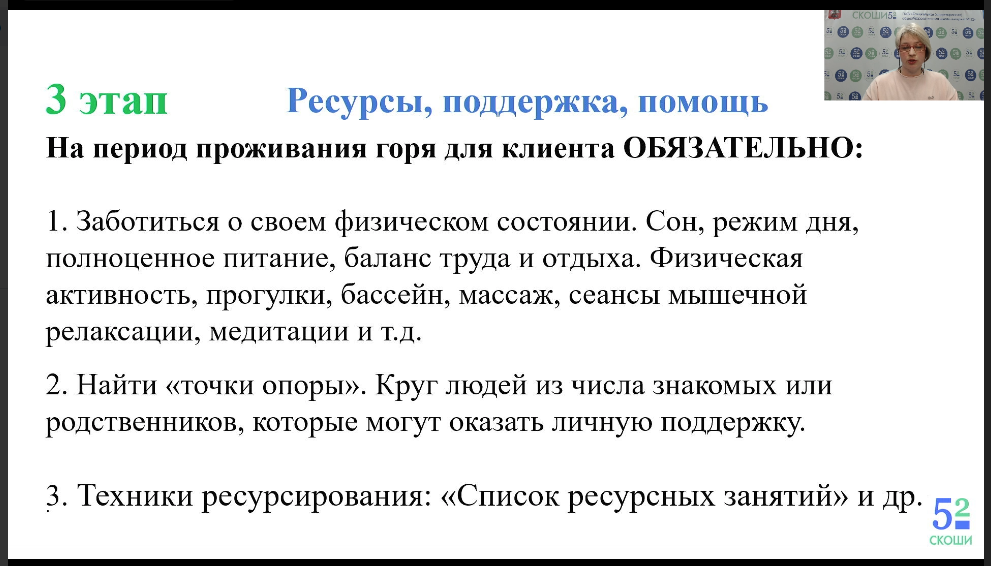 СКОШИ52
3 этап
Ресурсы, поддержка, помощь
На период проживания горя для клиента ОБЯЗАТЕЛЬНО:
1. Заботиться о своем физическом состоянии. Сон, режим дня,
полноценное питание, баланс труда и отдыха. Физическая
активность, прогулки, бассейн, массаж, сеансы мышечной
релаксации, медитации и т.д.
2. Найти «точки опоры». Круг людей из числа знакомых или
родственников, которые могут оказать личную поддержку.
3. Техники ресурсирования: «Список ресурсных занятий» и др.
52
СКОШИ